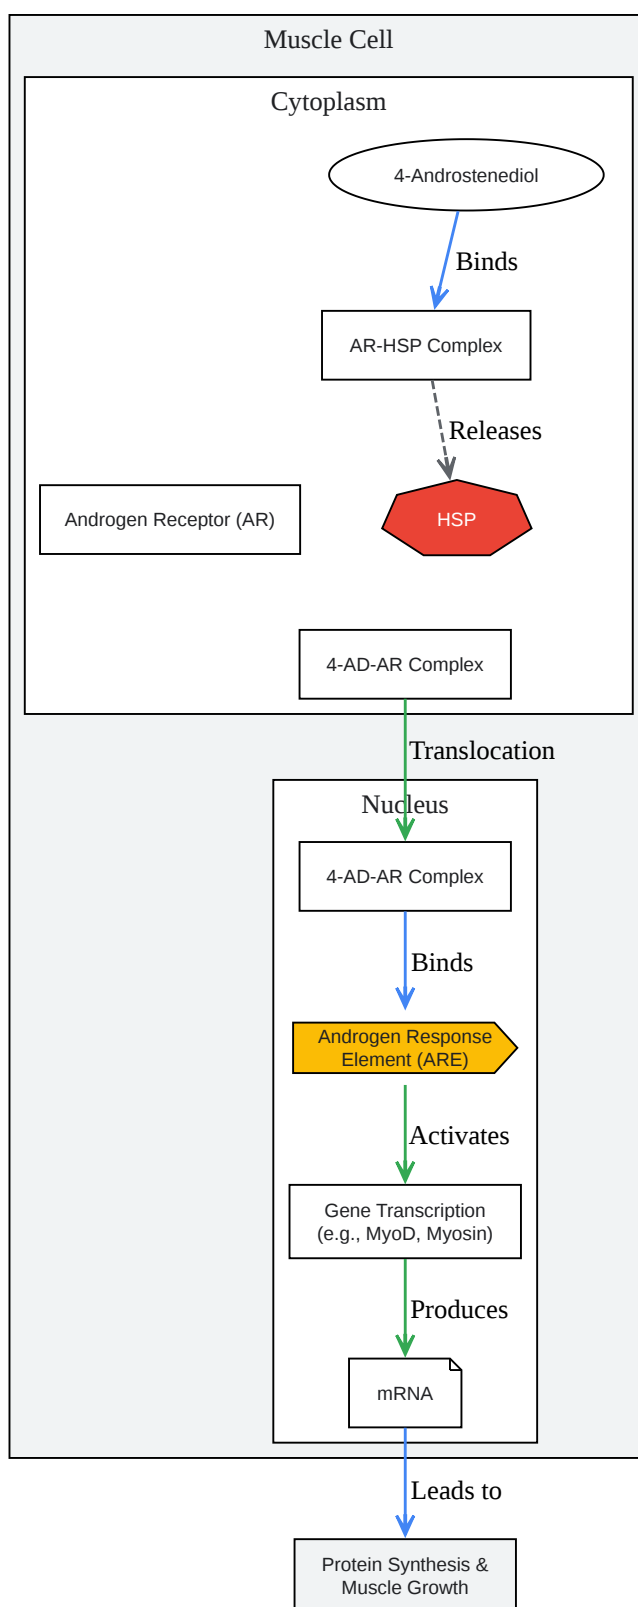 Muscle Cell
Cytoplasm
4-Androstenediol
Binds
AR-HSP Complex
Releases
Androgen Receptor (AR)
HSP
4-AD-AR Complex
Translocation
Nucleus
4-AD-AR Complex
Binds
Androgen Response
Element (ARE)
Activates
Gene Transcription
(e.g., MyoD, Myosin)
Produces
mRNA
Leads to
Protein Synthesis &
Muscle Growth